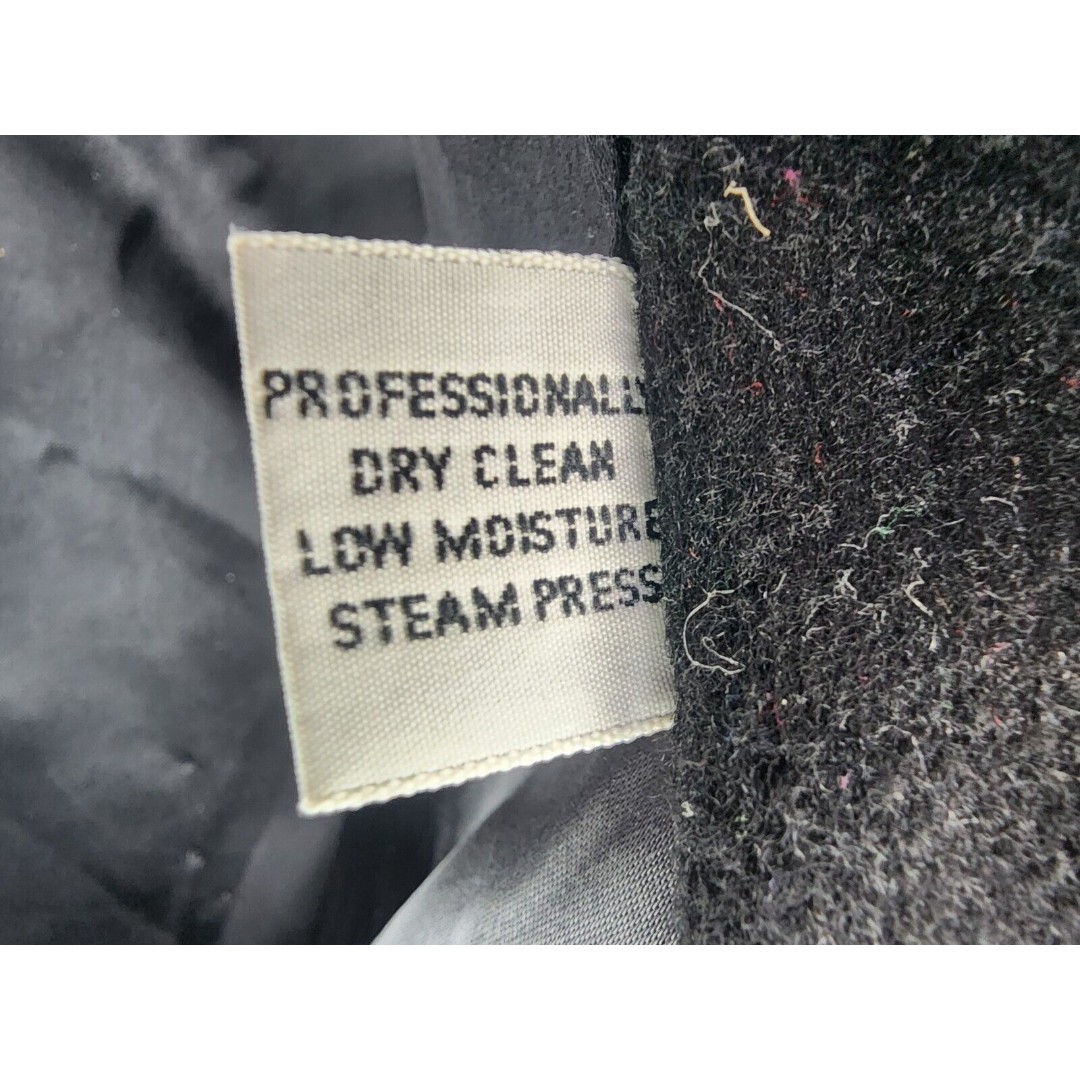 PROFESSIONALLY
DRY CLEAN
LOW MOISTURE
STEAM PRESS